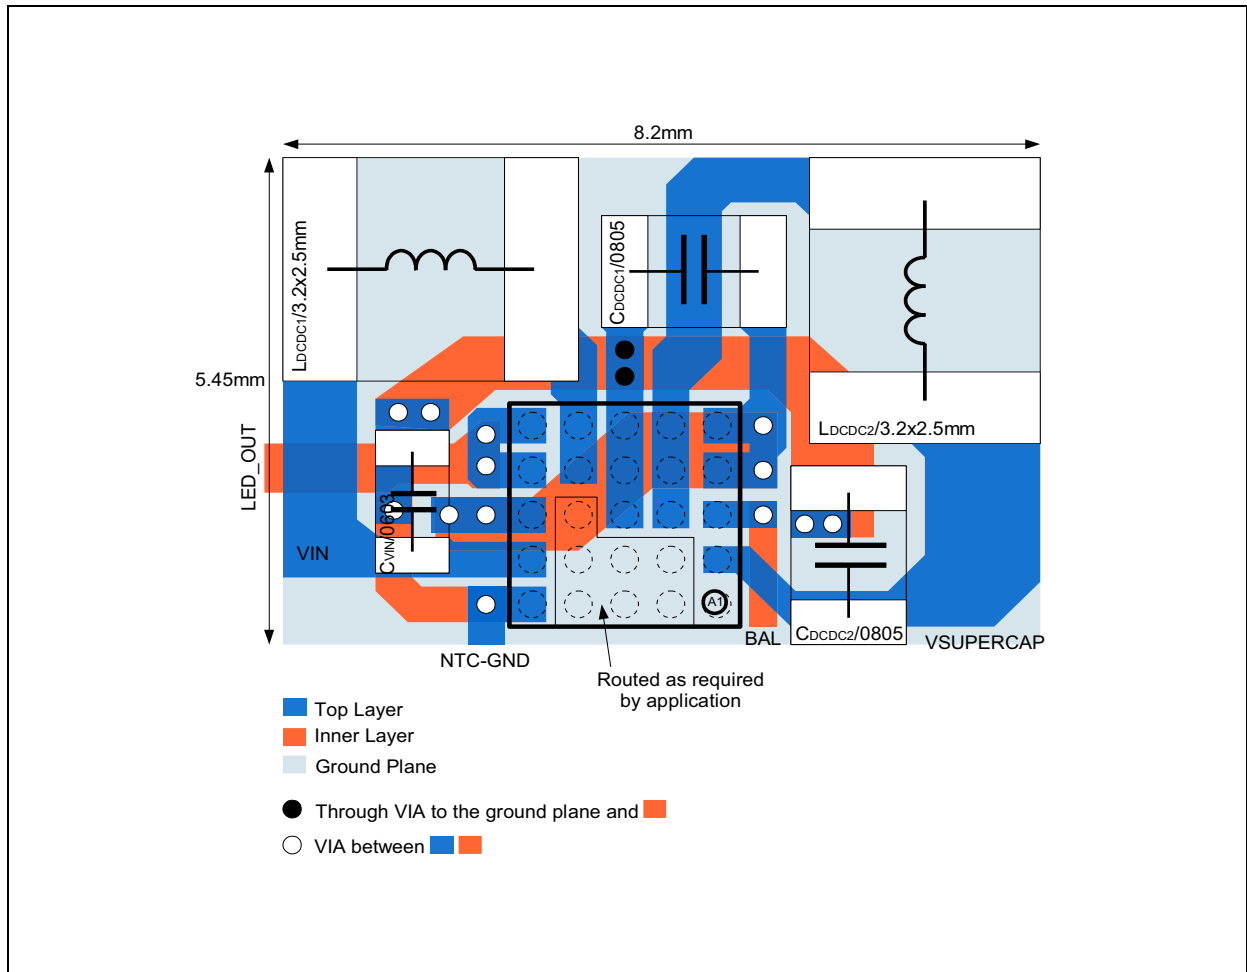 8.2mm
LDCDC1/3.2x2.5mm
CDCDC1/0805
5.45mm
LDCDC2/3.2x2.5mm
LED_OUT
CVIN/0603
VIN
A1
NTC-GND
BAL
CDCDC2/0805
VSUPERCAP
Routed as required
by application
Top Layer
Inner Layer
Ground Plane
Through VIA to the ground plane and
VIA between